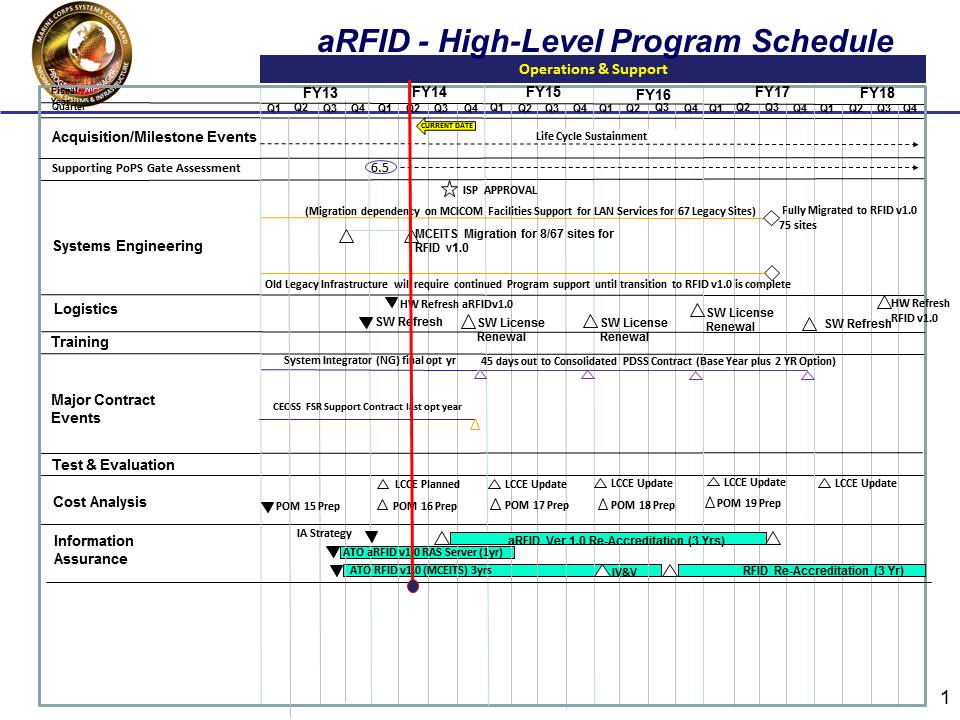 MARINE CORPS SYSTEMS COMMAND
aRFID - High-Level Program Schedule
Operations & Support
Fiscal Year
FY13 FY14 FY15 FY16 FY17 FY18
Quarter
Q1 Q2 Q3 Q4 Q1 Q2 Q3 Q4 Q1 Q2 Q3 Q4 Q1 Q2 Q3 Q4 Q1 Q2 Q3 Q4 Q1 Q2 Q3 Q4
CURRENT DATE
Acquisition/Milestone Events
Life Cycle Sustainment
Supporting PoPS Gate Assessment
6.5
ISP APPROVAL
(Migration dependency on MCICOM Facilities Support for LAN Services for 67 Legacy Sites)
Fully Migrated to RFID v1.0
75 sites
Systems Engineering
MCEITS Migration for 8/67 sites for
RFID v1.0
Old Legacy Infrastructure will require continued Program support until transition to RFID v1.0 is complete
Logistics
HW Refresh aRFIDv1.0
HW Refresh
RFID v1.0
SW Refresh
SW License
Renewal
SW License
Renewal
SW License
Renewal
SW Refresh
Training
System Integrator (NG) final opt yr
45 days out to Consolidated PDSS Contract (Base Year plus 2 YR Option)
Major Contract
Events
CEOSS FSR Support Contract last opt year
Test & Evaluation
LCCE Planned
LCCE Update
LCCE Update
LCCE Update
LCCE Update
Cost Analysis
POM 15 Prep
POM 16 Prep
POM 17 Prep
POM 18 Prep
POM 19 Prep
Information
Assurance
IA Strategy
aRFID Ver 1.0 Re-Accreditation (3 Yrs)
ATO aRFID v1.0 RAS Server (1yr)
ATO RFID v1.0 (MCEITS) 3yrs
IV&V
RFID Re-Accreditation (3 Yr)
1